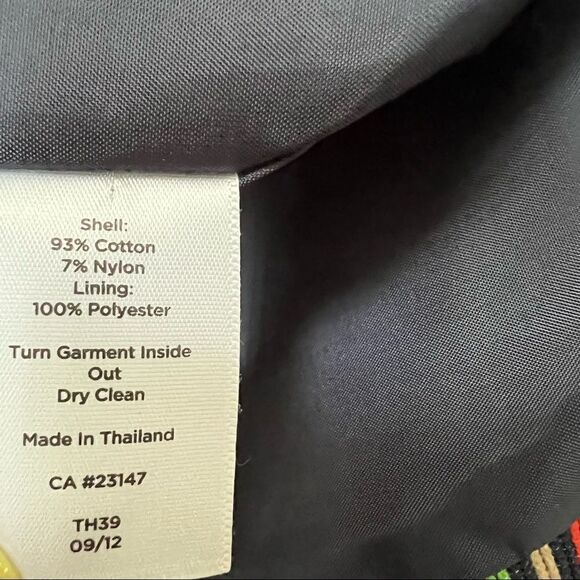 Shell:
93% Cotton
7% Nylon
Lining:
100% Polyester
Turn Garment Inside
Out
Dry Clean
Made In Thailand
CA #23147
TH39
09/12